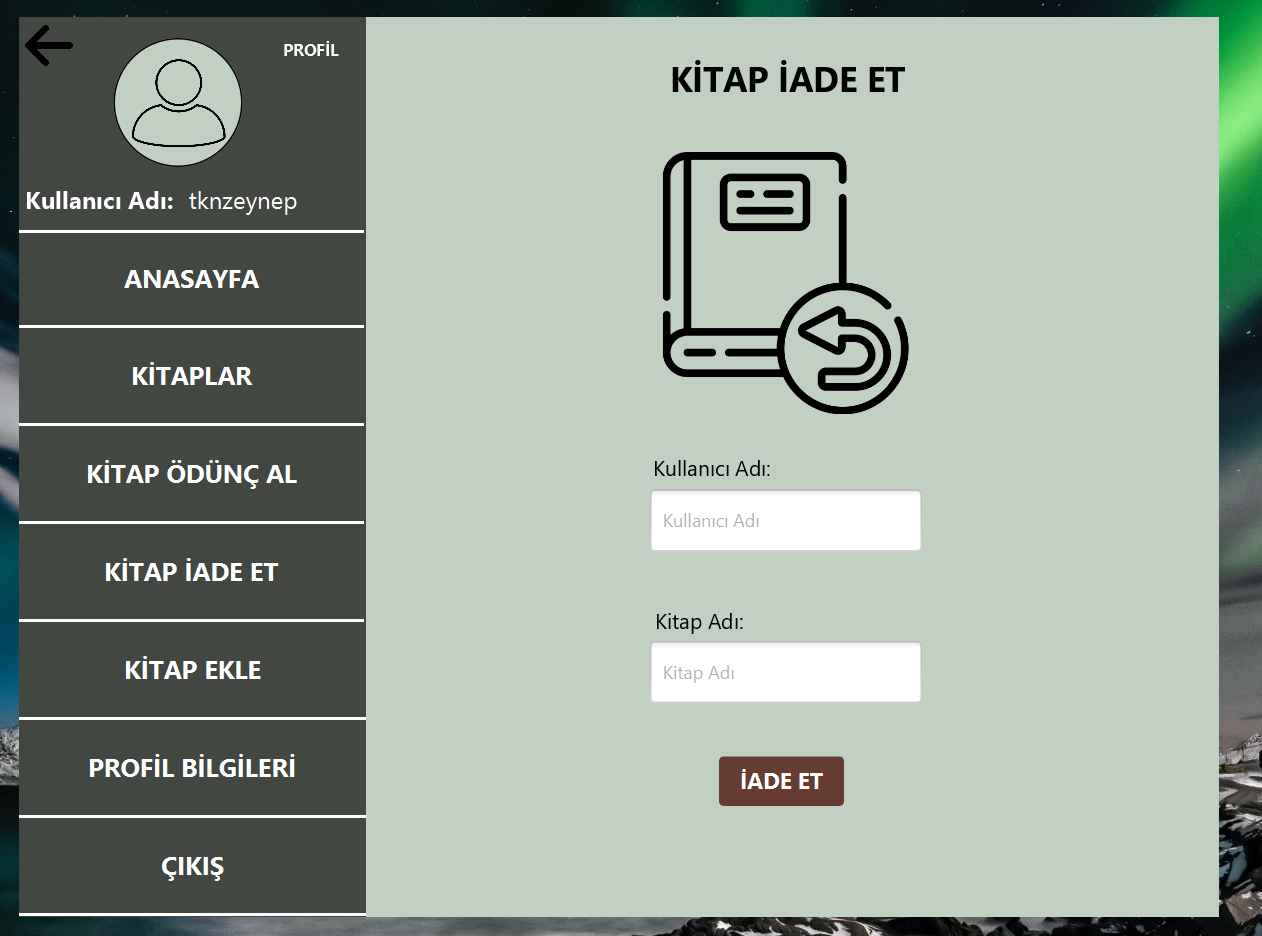 PROFİL
Kullanıcı Adı: tknzeynep
ANASAYFA
KİTAPLAR
KİTAP ÖDÜNÇ AL
KİTAP İADE ET
KİTAP EKLE
PROFİL BİLGİLERİ
ÇIKIŞ
KİTAP İADE ET
Kullanıcı Adı:
Kullanıcı Adı
Kitap Adı:
Kitap Adı
İADE ET